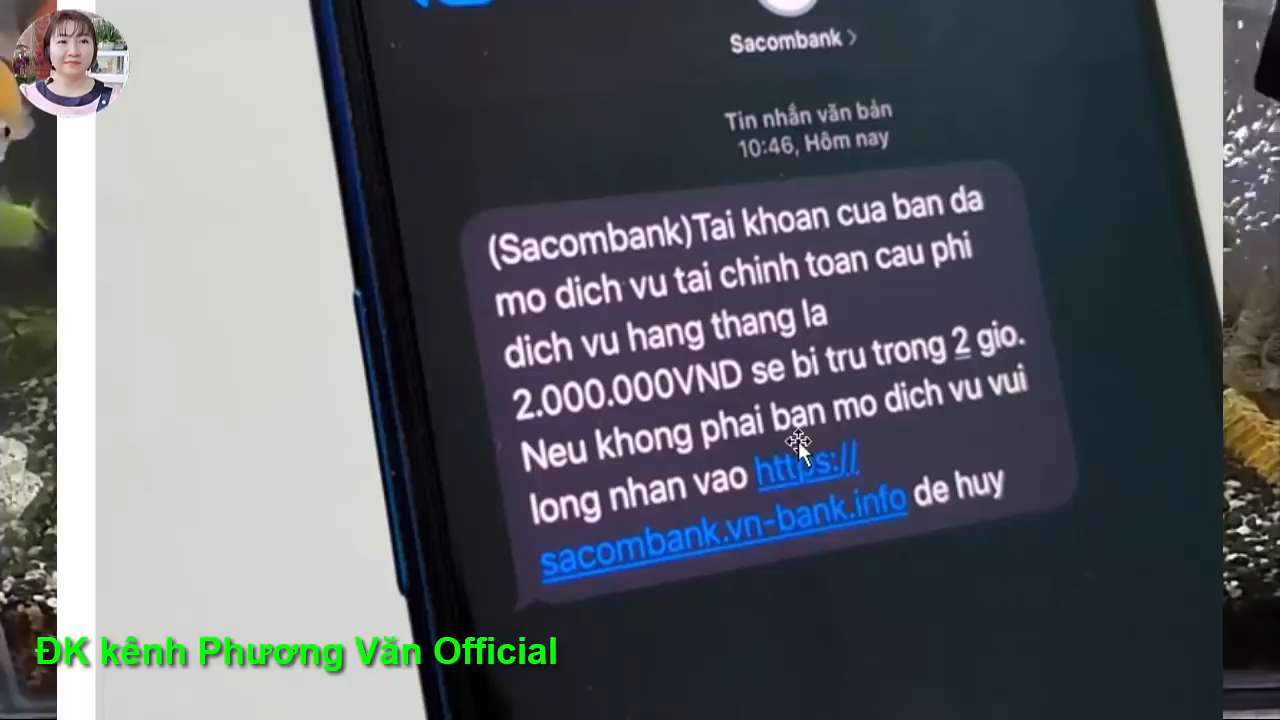 Sacombank >
Tin nhắn văn bản
10:46, Hôm nay
(Sacombank)Tai khoan cua ban da
mo dich vu tai chinh toan cau phi
dich vu hang thang la
2.000.000VND se bi tru trong 2 gio.
Neu khong phai ban mo dich vu vui
long nhan vao https://
sacombank.vn-bank.info de huy
ĐK kênh Phương Văn Official